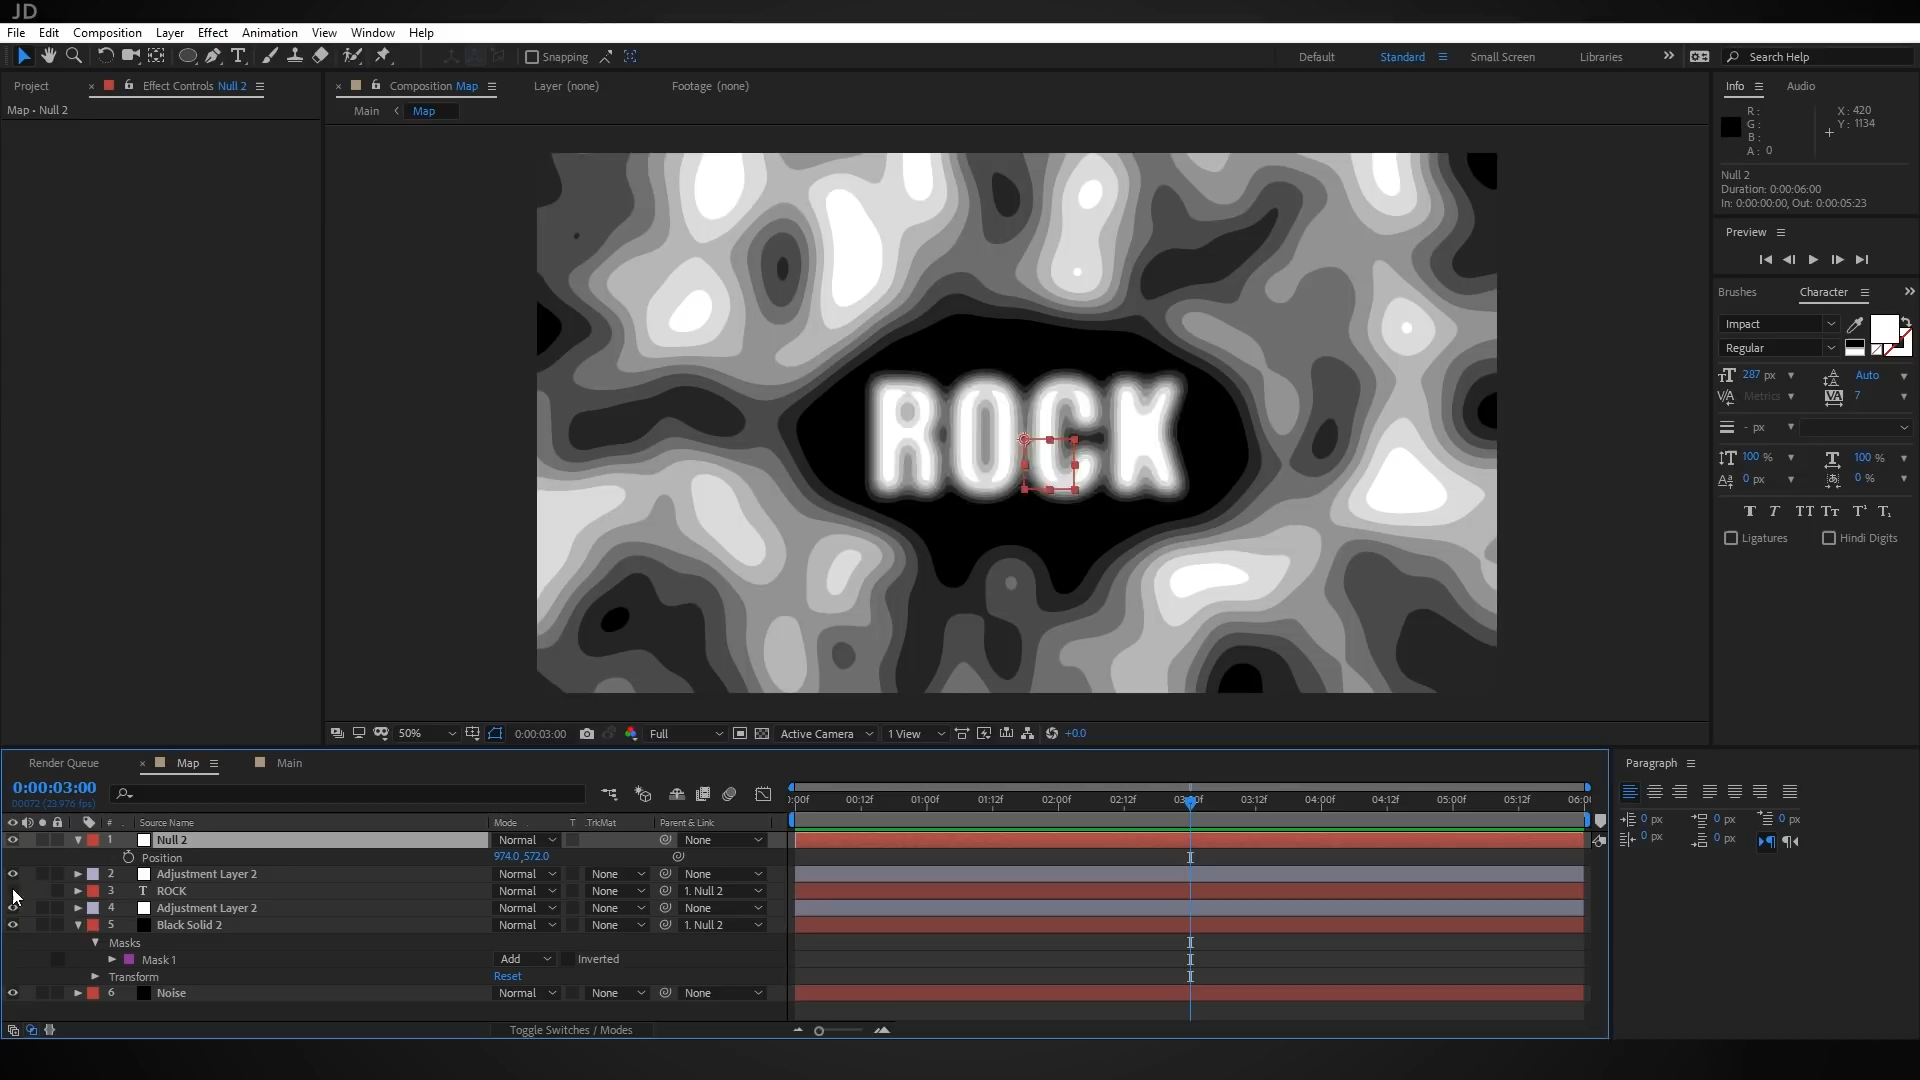 JD
File Edit Composition Layer Effect Animation View Window Help
Snapping Default Standard Small Screen Libraries Search Help
Project Effect Controls Null 2 Composition Map Layer (none) Footage (none) Info Audio
Map • Null 2
Main Map
R: X: 420
G: Y: 1134
B:
A: 0
Null 2
Duration: 0:00:06:00
In: 0:00:00:00, Out: 0:00:05:23
Preview
Brushes Character
Impact
Regular
287 px Auto
Metrics 7
- px
100 % 100 %
0 px 0 %
T T TT Tt T¹ T₁
Ligatures Hindi Digits
ROCK
50% 0:00:03:00 Full Active Camera 1 View +0.0
Render Queue Map Main Paragraph
0:00:03:00
00072 (23.976 fps)
:00f 00:12f 01:00f 01:12f 02:00f 02:12f 03:00f 03:12f 04:00f 04:12f 05:00f 05:12f 06:0
0 px 0 px 0 px
0 px 0 px
# Source Name Mode T .TrkMat Parent & Link
1 Null 2 Normal None
Position 974.0,572.0
2 Adjustment Layer 2 Normal None None
3 T ROCK Normal None 1. Null 2
4 Adjustment Layer 2 Normal None None
5 Black Solid 2 Normal None 1. Null 2
Masks
Mask 1 Add Inverted
Transform Reset
6 Noise Normal None None
Toggle Switches / Modes